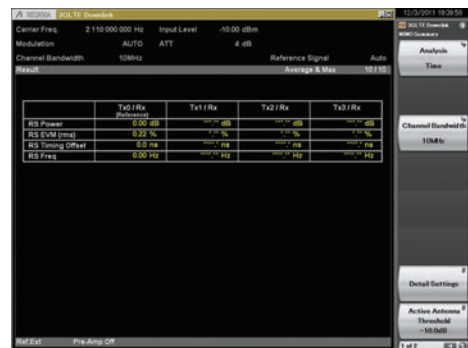 MS2690A 3GLTE Downlink
12/3/2011 19:39:50
Carrier Freq. 2 110 000 000 Hz Input Level -10.00 dBm
Modulation AUTO ATT 4 dB
Channel Bandwidth 10MHz Reference Signal Auto
Result Average & Max 10 / 10
Tx0 / Rx (Reference) Tx1 / Rx Tx2 / Rx Tx3 / Rx
RS Power 0.00 dB ***.** dB ***.** dB ***.** dB
RS EVM (rms) 0.22 % *.** % *.** % *.** %
RS Timing Offset 0.0 ns ****.* ns ****.* ns ****.* ns
RS Freq 0.00 Hz ****.** Hz ****.** Hz ****.** Hz
Ref.Ext Pre-Amp Off
3GLTE Downlink
MIMO Summary
Analysis
Time
Channel Bandwidth
10MHz
Detail Settings
Active Antenna
Threshold
-10.0dB
1 of 2